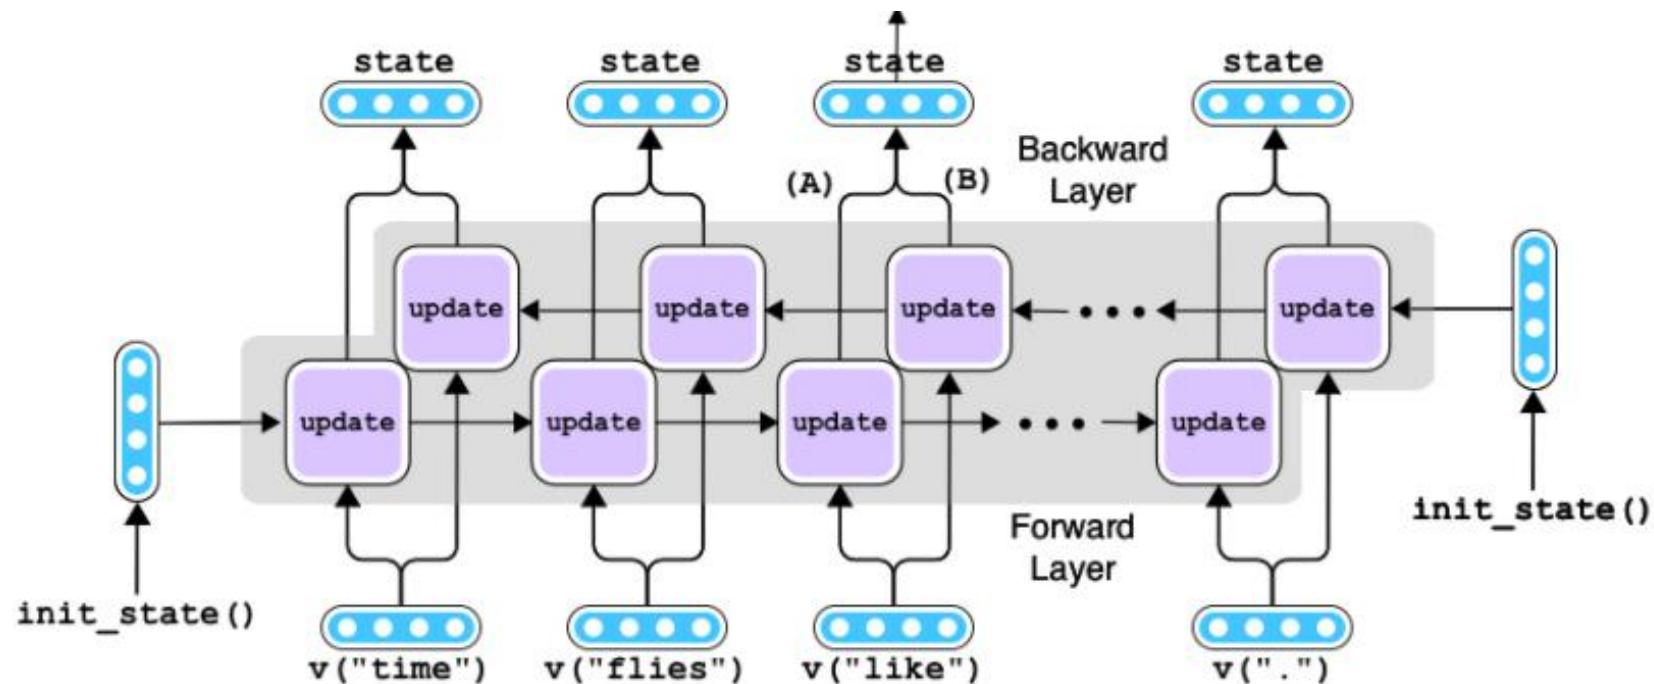 state state state state
Backward
Layer
(A) (B)
update update update update
update update update update
init_state()
Forward
Layer
init_state()
v("time") v("flies") v("like") v(".")